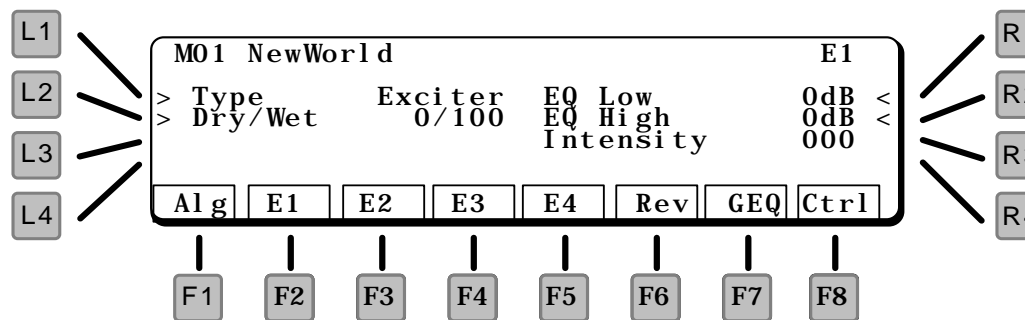 L1
L2
L3
L4
M01 NewWorld E1
> Type Exciter EQ Low 0dB <
> Dry/Wet 0/100 EQ High 0dB <
Intensity 000
Alg E1 E2 E3 E4 Rev GEQ Ctrl
F1 F2 F3 F4 F5 F6 F7 F8
R
R
R
R